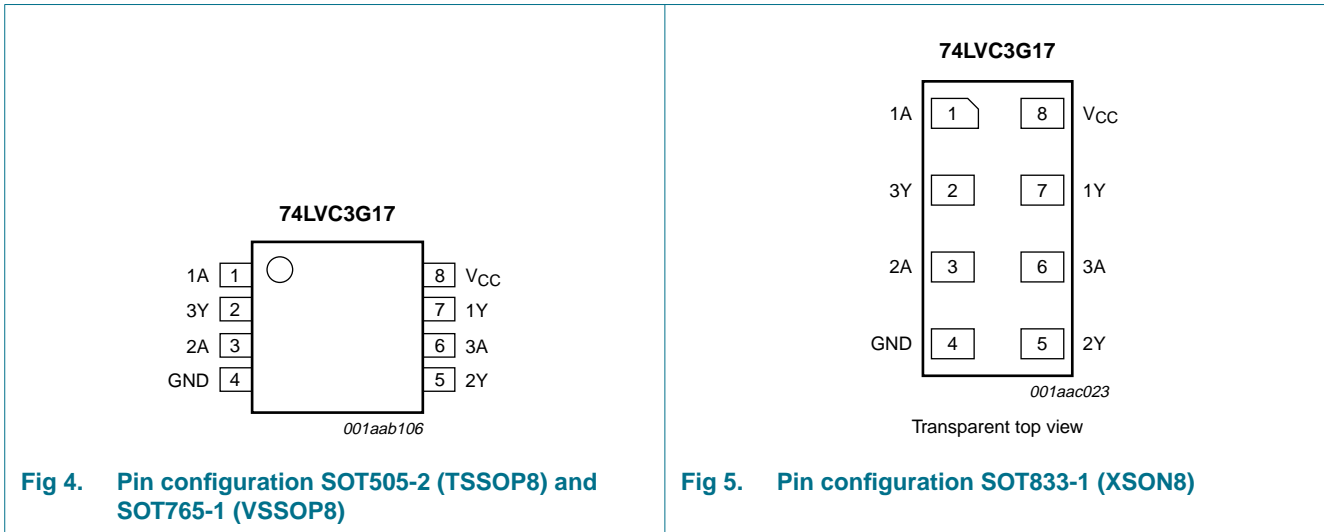 74LVC3G17
1A 1 8 VCC
3Y 2 7 1Y
2A 3 6 3A
GND 4 5 2Y
001aab106
Fig 4. Pin configuration SOT505-2 (TSSOP8) and
SOT765-1 (VSSOP8)
74LVC3G17
1A 1 8 VCC
3Y 2 7 1Y
2A 3 6 3A
GND 4 5 2Y
001aac023
Transparent top view
Fig 5. Pin configuration SOT833-1 (XSON8)